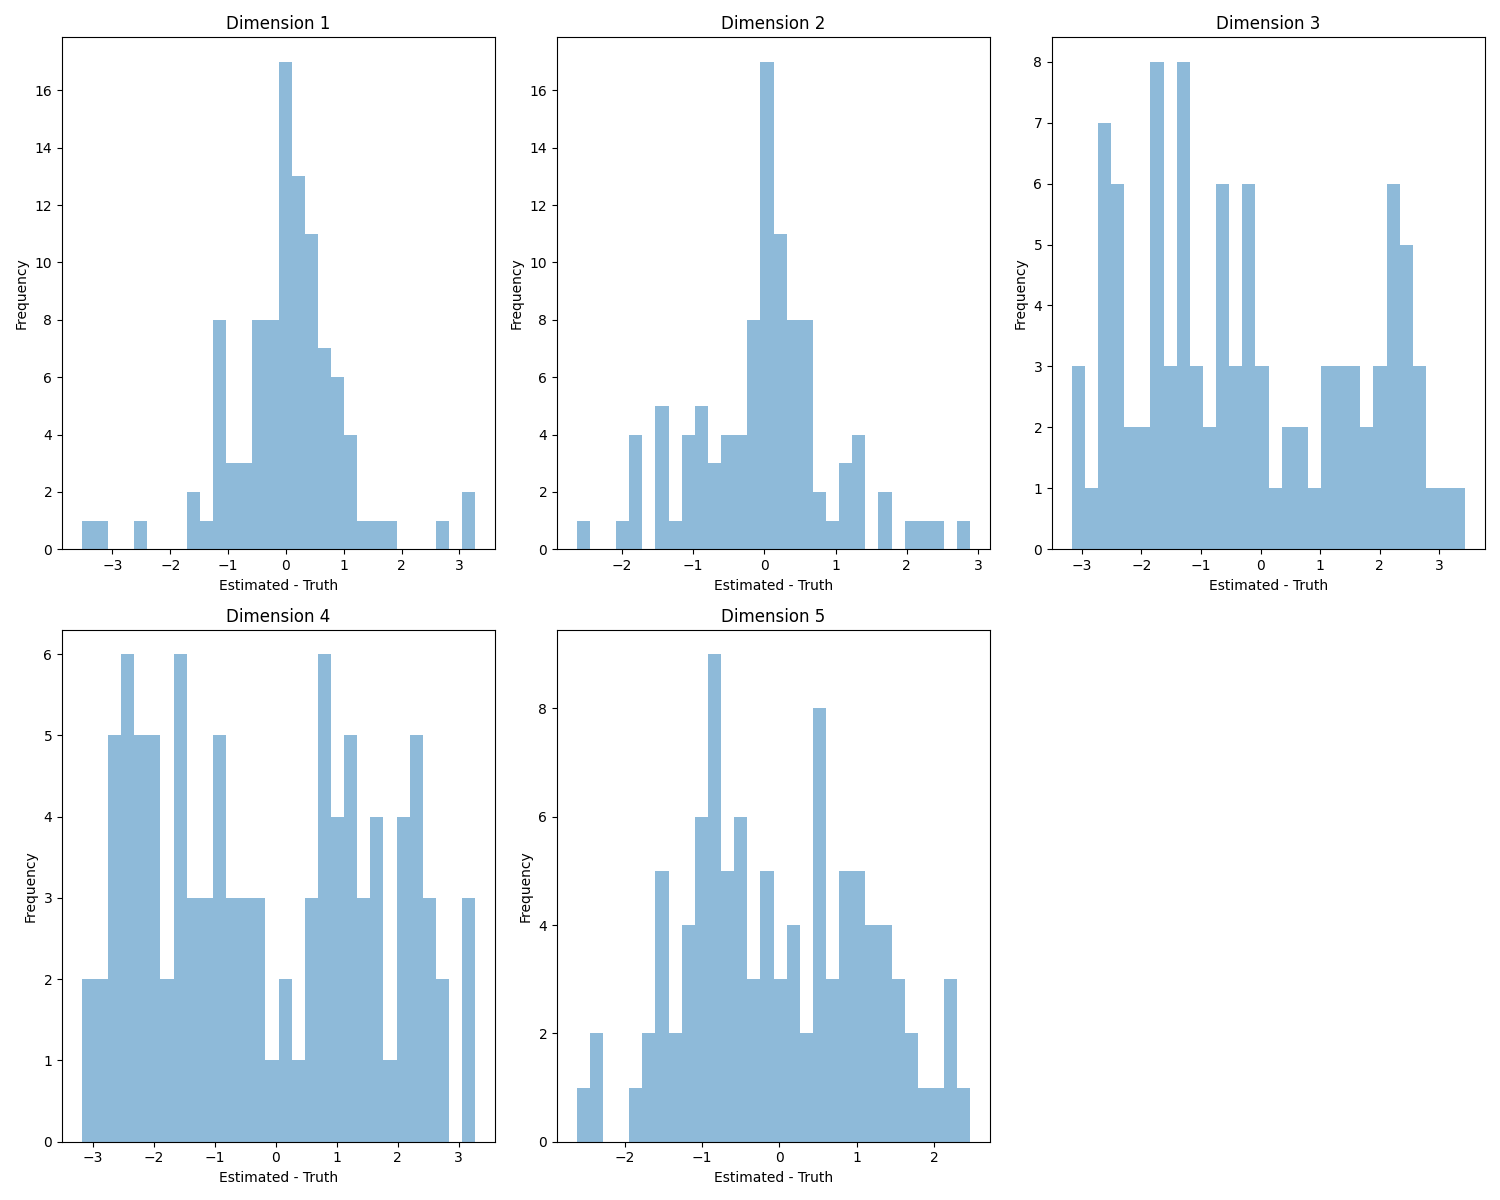 Dimension 1
Frequency
16
14
12
10
8
6
4
2
0
−3 −2 −1 0 1 2 3
Estimated - Truth
Dimension 2
Frequency
16
14
12
10
8
6
4
2
0
−2 −1 0 1 2 3
Estimated - Truth
Dimension 3
Frequency
8
7
6
5
4
3
2
1
0
−3 −2 −1 0 1 2 3
Estimated - Truth
Dimension 4
Frequency
6
5
4
3
2
1
0
−3 −2 −1 0 1 2 3
Estimated - Truth
Dimension 5
Frequency
8
6
4
2
0
−2 −1 0 1 2
Estimated - Truth